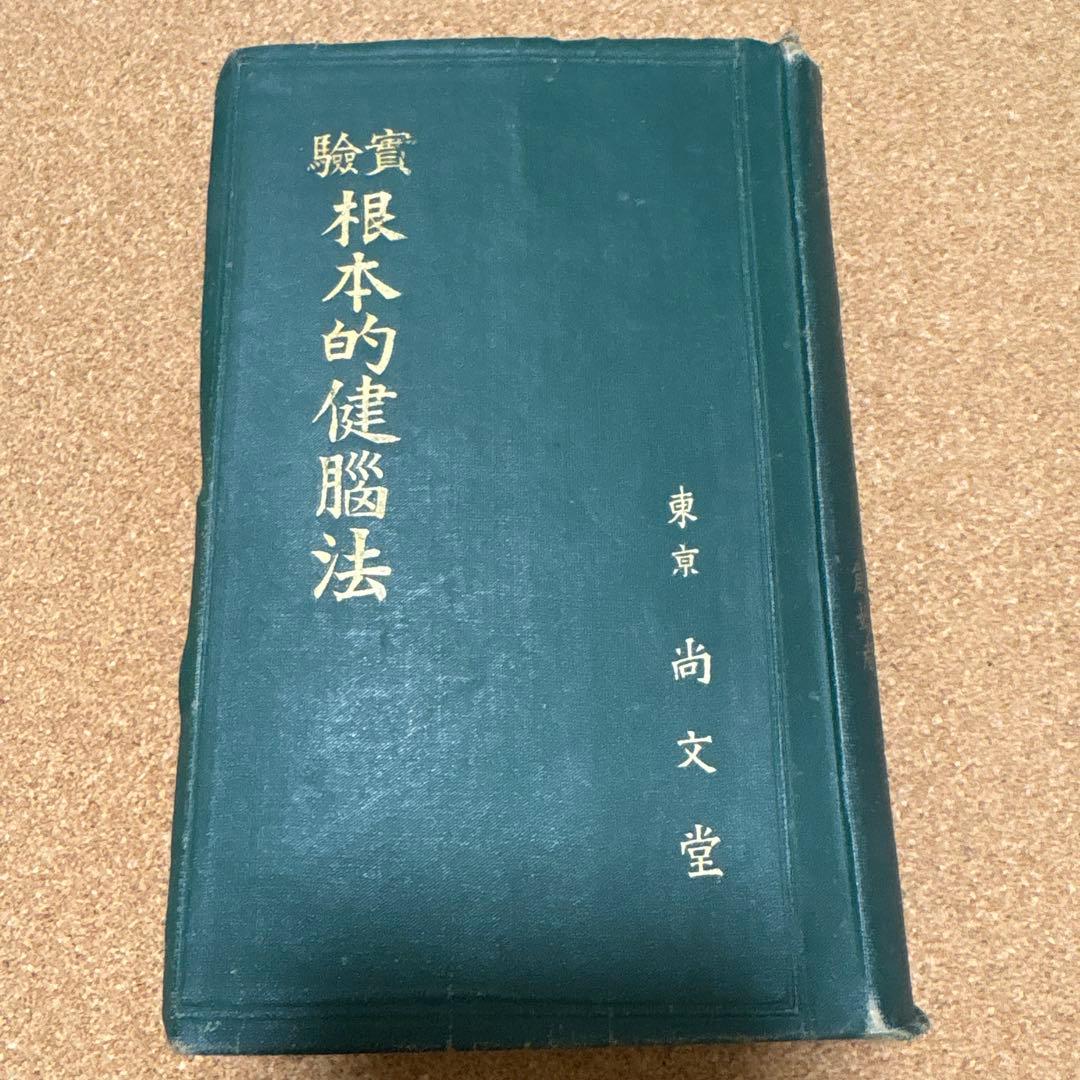 實驗
根本的健腦法
東京 尚文堂